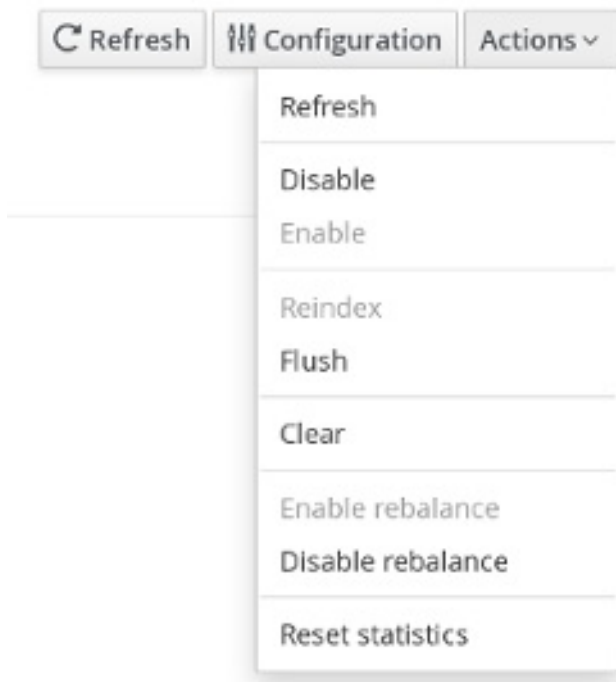 Refresh Configuration Actions
Refresh
Disable
Enable
Reindex
Flush
Clear
Enable rebalance
Disable rebalance
Reset statistics